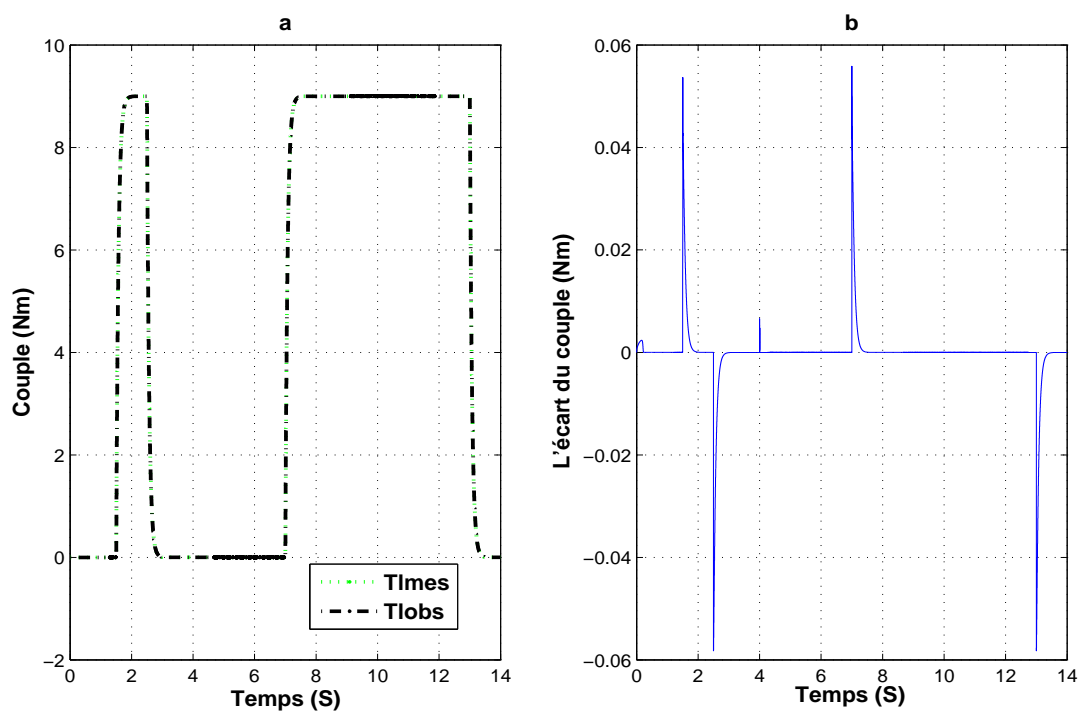 a
10
8
6
4
2
0
−2
0 2 4 6 8 10 12 14
Couple (Nm)
Temps (S)
Tlmes
Tlobs
b
0.06
0.04
0.02
0
−0.02
−0.04
−0.06
0 2 4 6 8 10 12 14
L'écart du couple (Nm)
Temps (S)